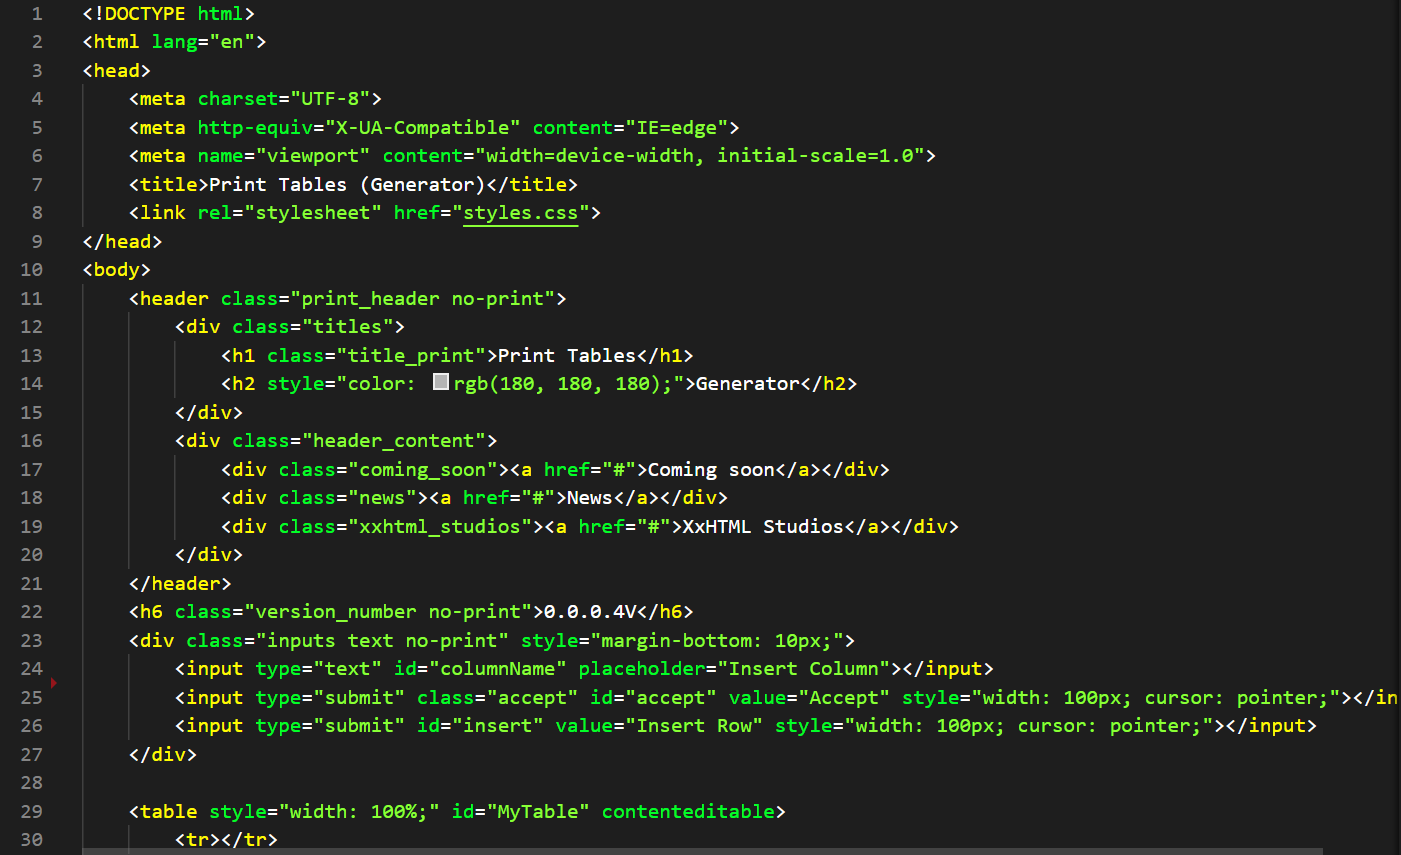 1 <!DOCTYPE html>
2 <html lang="en">
3 <head>
4     <meta charset="UTF-8">
5     <meta http-equiv="X-UA-Compatible" content="IE=edge">
6     <meta name="viewport" content="width=device-width, initial-scale=1.0">
7     <title>Print Tables (Generator)</title>
8     <link rel="stylesheet" href="styles.css">
9 </head>
10 <body>
11     <header class="print_header no-print">
12         <div class="titles">
13             <h1 class="title_print">Print Tables</h1>
14             <h2 style="color: rgb(180, 180, 180);">Generator</h2>
15         </div>
16         <div class="header_content">
17             <div class="coming_soon"><a href="#">Coming soon</a></div>
18             <div class="news"><a href="#">News</a></div>
19             <div class="xxhtml_studios"><a href="#">XxHTML Studios</a></div>
20         </div>
21     </header>
22     <h6 class="version_number no-print">0.0.0.4V</h6>
23     <div class="inputs text no-print" style="margin-bottom: 10px;">
24         <input type="text" id="columnName" placeholder="Insert Column"></input>
25         <input type="submit" class="accept" id="accept" value="Accept" style="width: 100px; cursor: pointer;"></in
26         <input type="submit" id="insert" value="Insert Row" style="width: 100px; cursor: pointer;"></input>
27     </div>
28
29     <table style="width: 100%;" id="MyTable" contenteditable>
30         <tr></tr>